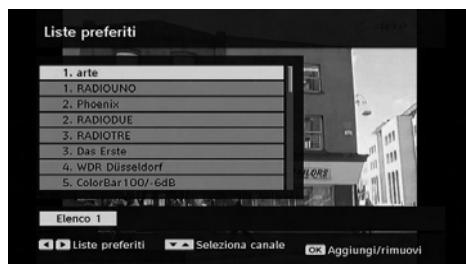 Liste preferiti
1. arte
1. RADIOUNO
2. Phoenix
2. RADIODUE
3. RADIOTRE
3. Das Erste
4. WDR Düsseldorf
5. ColorBar100/-6dB
Elenco 1
Liste preferiti
Seleziona canale
OK Aggiungi/rimuovi